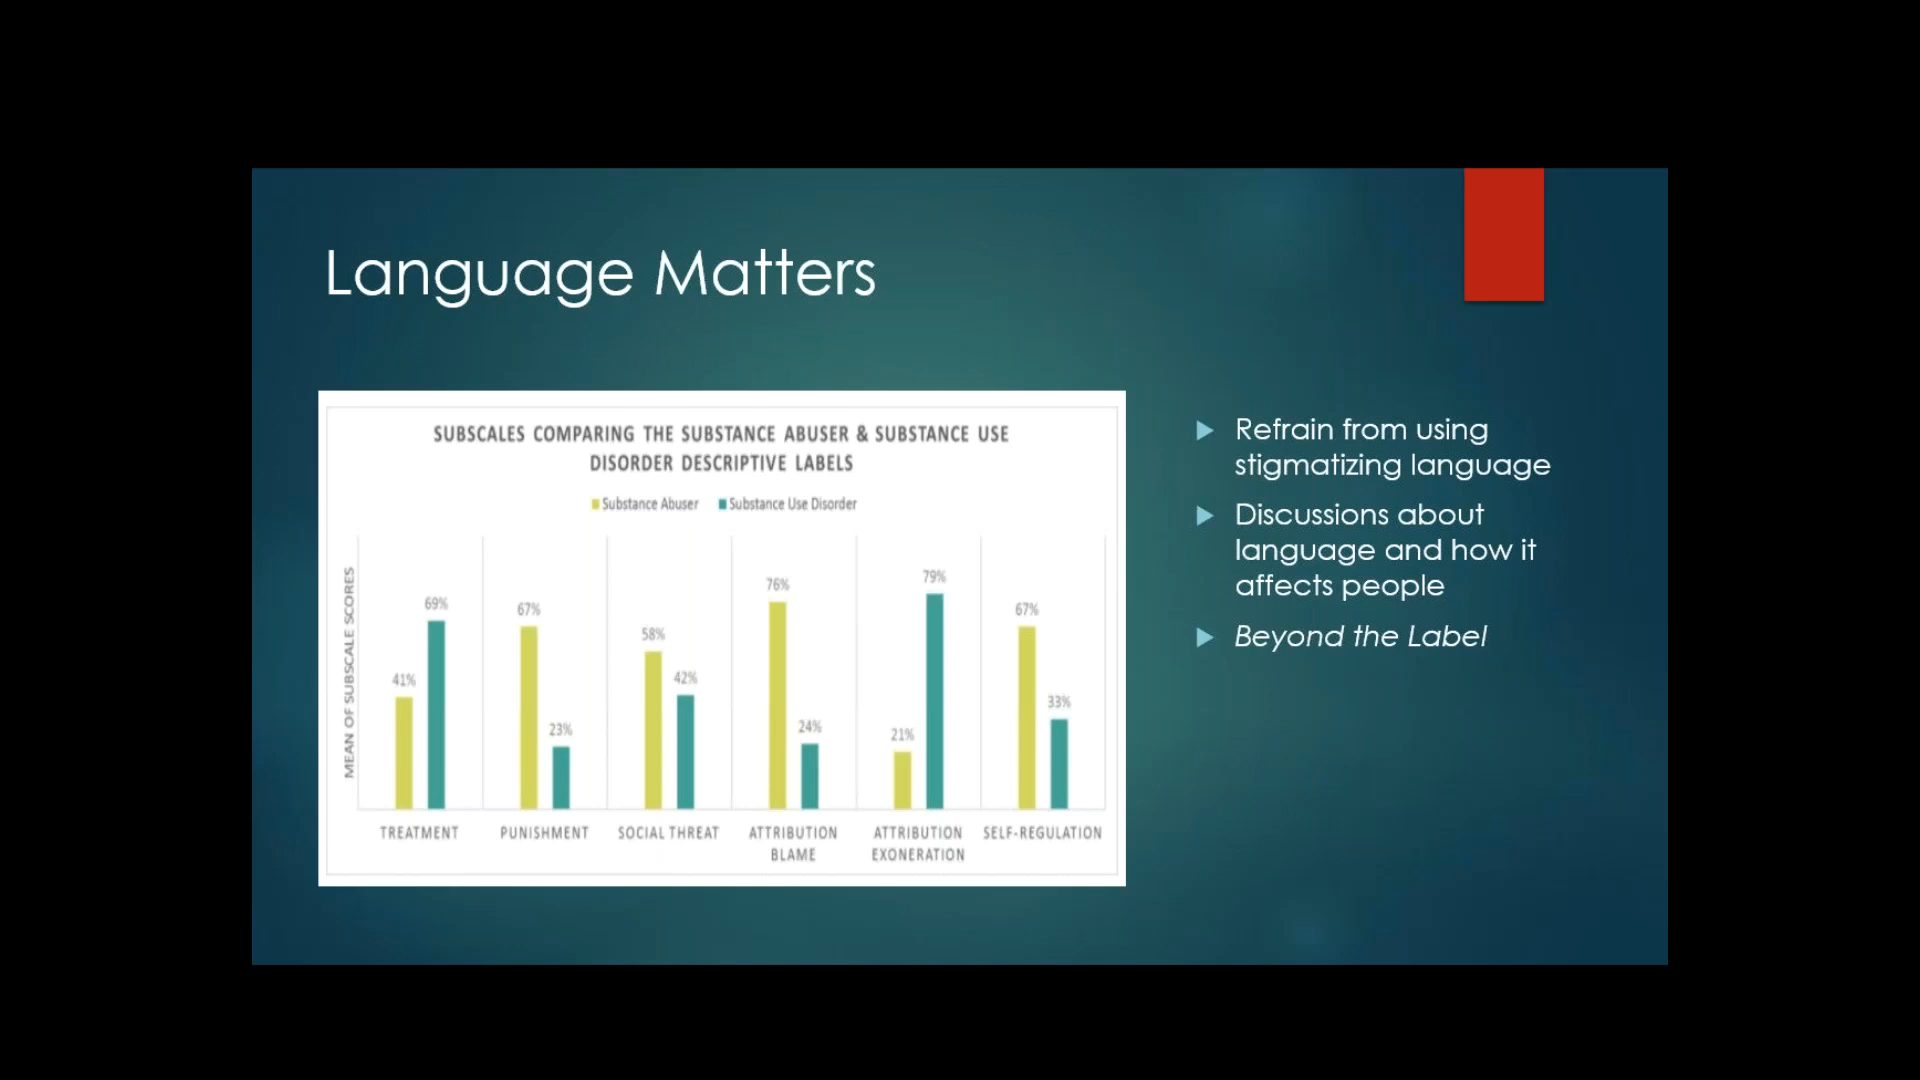 Language Matters
SUBSCALES COMPARING THE SUBSTANCE ABUSER & SUBSTANCE USE
DISORDER DESCRIPTIVE LABELS
Substance Abuser Substance Use Disorder
MEAN OF SUBSCALE SCORES
41% 69%
67% 23%
58% 42%
76% 24%
21% 79%
67% 33%
TREATMENT
PUNISHMENT
SOCIAL THREAT
ATTRIBUTION
BLAME
ATTRIBUTION
EXONERATION
SELF-REGULATION
Refrain from using
stigmatizing language
Discussions about
language and how it
affects people
Beyond the Label